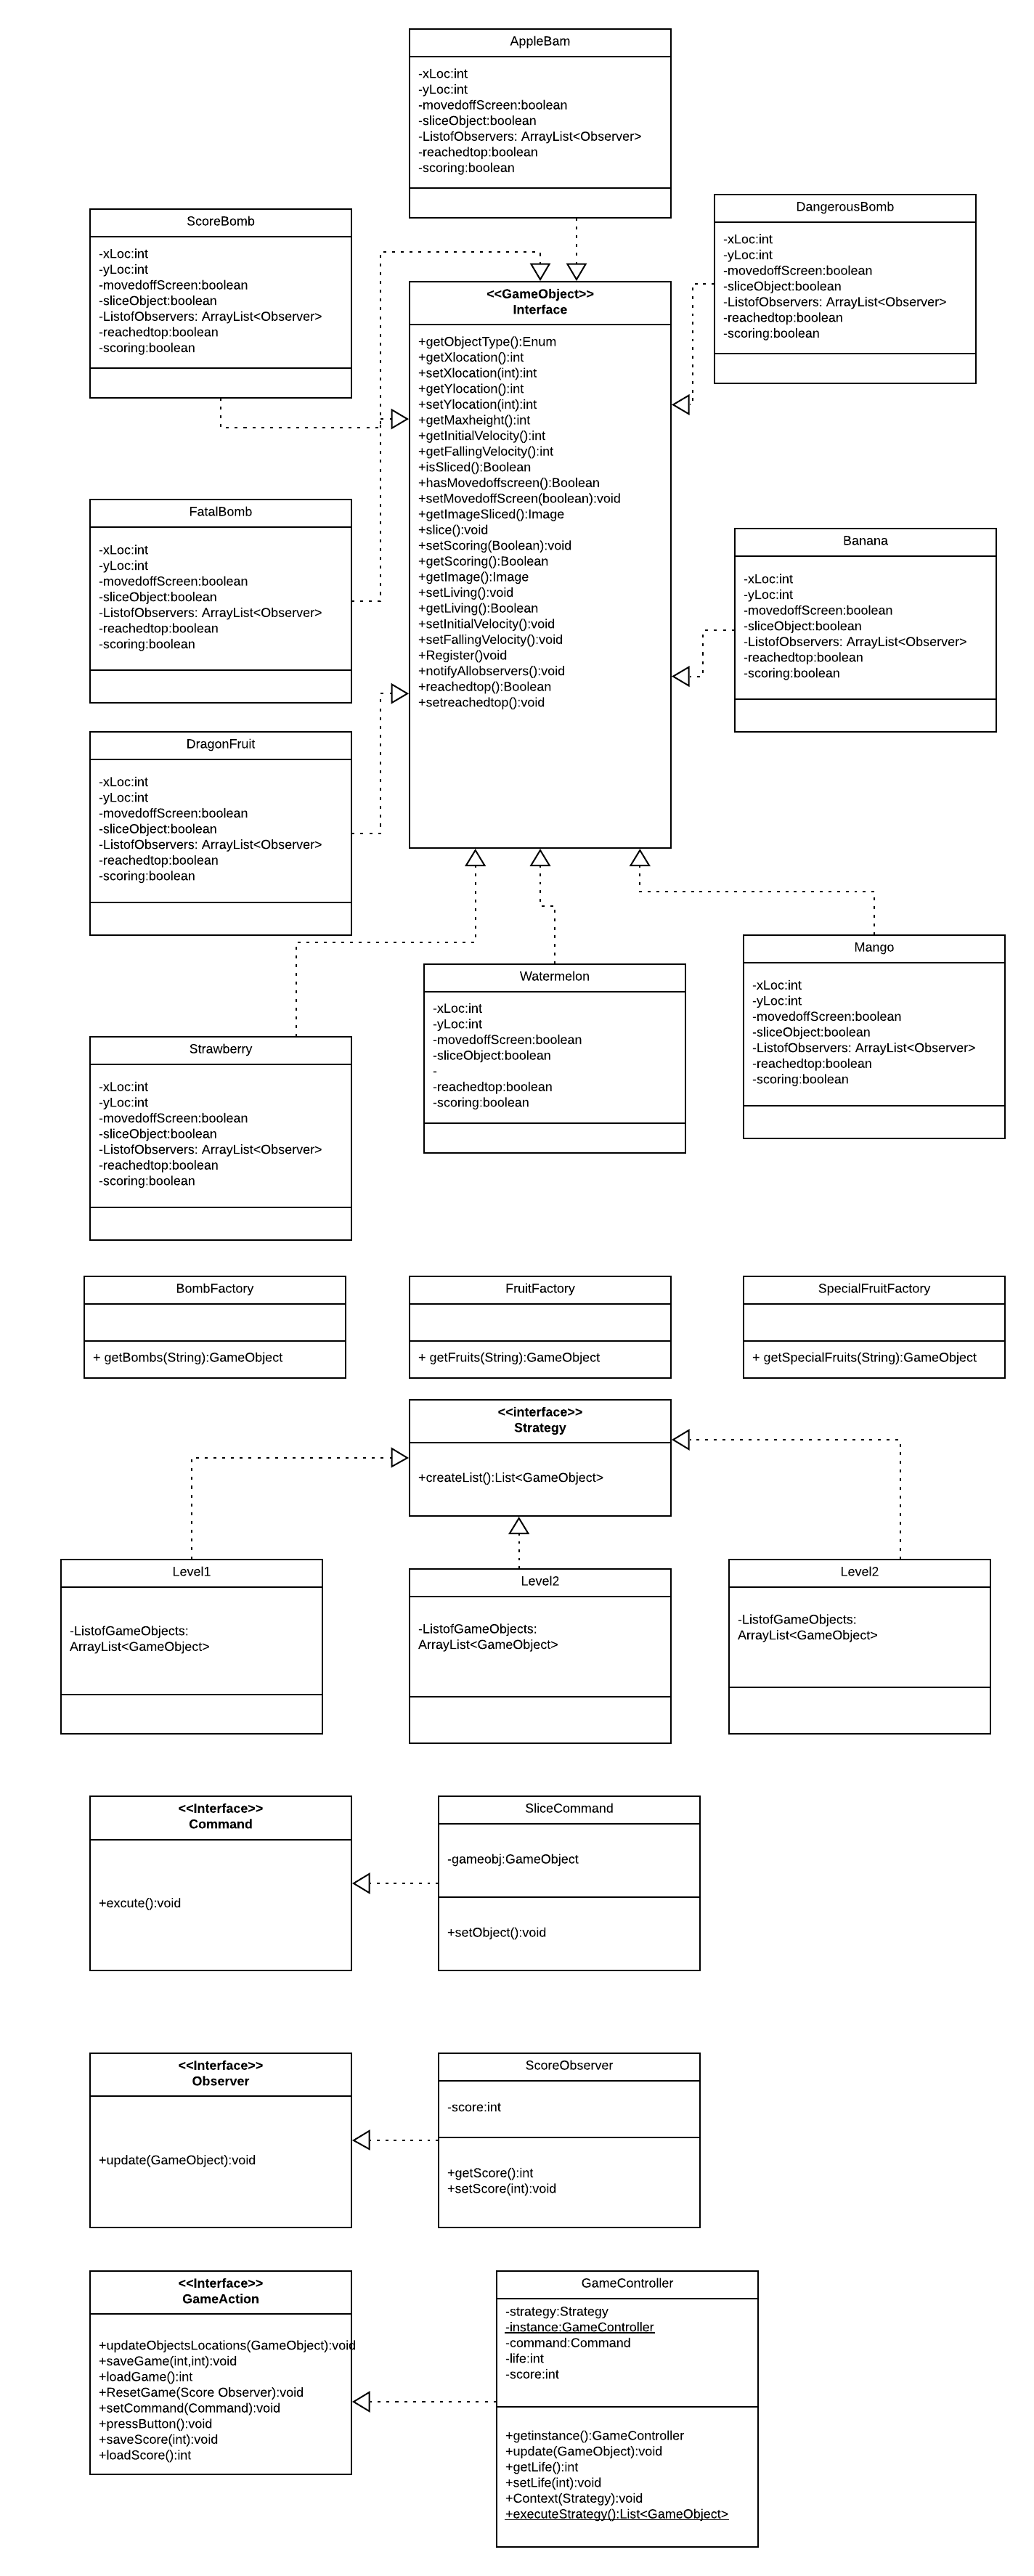 AppleBam
-xLoc:int
-yLoc:int
-movedoffScreen:boolean
-sliceObject:boolean
-ListofObservers: ArrayList<Observer>
-reachedtop:boolean
-scoring:boolean
ScoreBomb
-xLoc:int
-yLoc:int
-movedoffScreen:boolean
-sliceObject:boolean
-ListofObservers: ArrayList<Observer>
-reachedtop:boolean
-scoring:boolean
DangerousBomb
-xLoc:int
-yLoc:int
-movedoffScreen:boolean
-sliceObject:boolean
-ListofObservers: ArrayList<Observer>
-reachedtop:boolean
-scoring:boolean
<<GameObject>>
Interface
+getObjectType():Enum
+getXlocation():int
+setXlocation(int):int
+getYlocation():int
+setYlocation(int):int
+getMaxheight():int
+getInitialVelocity():int
+getFallingVelocity():int
+isSliced():Boolean
+hasMovedoffscreen():Boolean
+setMovedoffScreen(boolean):void
+getImageSliced():Image
+slice():void
+setScoring(Boolean):void
+getScoring():Boolean
+getImage():Image
+setLiving():void
+getLiving():Boolean
+setInitialVelocity():void
+setFallingVelocity():void
+Register()void
+notifyAllobservers():void
+reachedtop():Boolean
+setreachedtop():void
FatalBomb
-xLoc:int
-yLoc:int
-movedoffScreen:boolean
-sliceObject:boolean
-ListofObservers: ArrayList<Observer>
-reachedtop:boolean
-scoring:boolean
Banana
-xLoc:int
-yLoc:int
-movedoffScreen:boolean
-sliceObject:boolean
-ListofObservers: ArrayList<Observer>
-reachedtop:boolean
-scoring:boolean
DragonFruit
-xLoc:int
-yLoc:int
-movedoffScreen:boolean
-sliceObject:boolean
-ListofObservers: ArrayList<Observer>
-reachedtop:boolean
-scoring:boolean
Strawberry
-xLoc:int
-yLoc:int
-movedoffScreen:boolean
-sliceObject:boolean
-ListofObservers: ArrayList<Observer>
-reachedtop:boolean
-scoring:boolean
Watermelon
-xLoc:int
-yLoc:int
-movedoffScreen:boolean
-sliceObject:boolean
-
-reachedtop:boolean
-scoring:boolean
Mango
-xLoc:int
-yLoc:int
-movedoffScreen:boolean
-sliceObject:boolean
-ListofObservers: ArrayList<Observer>
-reachedtop:boolean
-scoring:boolean
BombFactory
+ getBombs(String):GameObject
FruitFactory
+ getFruits(String):GameObject
SpecialFruitFactory
+ getSpecialFruits(String):GameObject
<<interface>>
Strategy
+createList():List<GameObject>
Level1
-ListofGameObjects:
ArrayList<GameObject>
Level2
-ListofGameObjects:
ArrayList<GameObject>
Level2
-ListofGameObjects:
ArrayList<GameObject>
<<Interface>>
Command
+excute():void
SliceCommand
-gameobj:GameObject
+setObject():void
<<Interface>>
Observer
+update(GameObject):void
ScoreObserver
-score:int
+getScore():int
+setScore(int):void
<<Interface>>
GameAction
+updateObjectsLocations(GameObject):void
+saveGame(int,int):void
+loadGame():int
+ResetGame(Score Observer):void
+setCommand(Command):void
+pressButton():void
+saveScore(int):void
+loadScore():int
GameController
-strategy:Strategy
-instance:GameController
-command:Command
-life:int
-score:int
+getinstance():GameController
+update(GameObject):void
+getLife():int
+setLife(int):void
+Context(Strategy):void
+executeStrategy():List<GameObject>